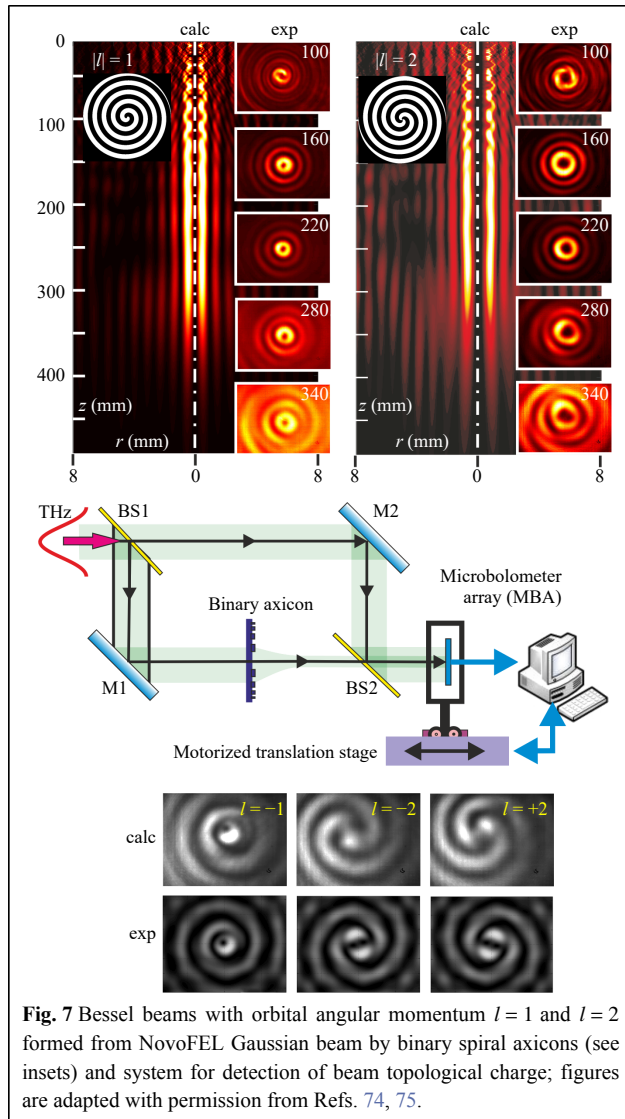 calc exp calc exp
0
100
200
300
400
|l| = 1
100
160
220
280
340
z (mm)
r (mm)
8 0 8
|l| = 2
100
160
220
280
340
z (mm)
r (mm)
8 0 8
THz
BS1
M2
Microbolometer
array (MBA)
Binary axicon
M1
BS2
Motorized translation stage
l = −1
l = −2
l = +2
calc
exp
Fig. 7 Bessel beams with orbital angular momentum l = 1 and l = 2
formed from NovoFEL Gaussian beam by binary spiral axicons (see
insets) and system for detection of beam topological charge; figures
are adapted with permission from Refs. 74, 75.